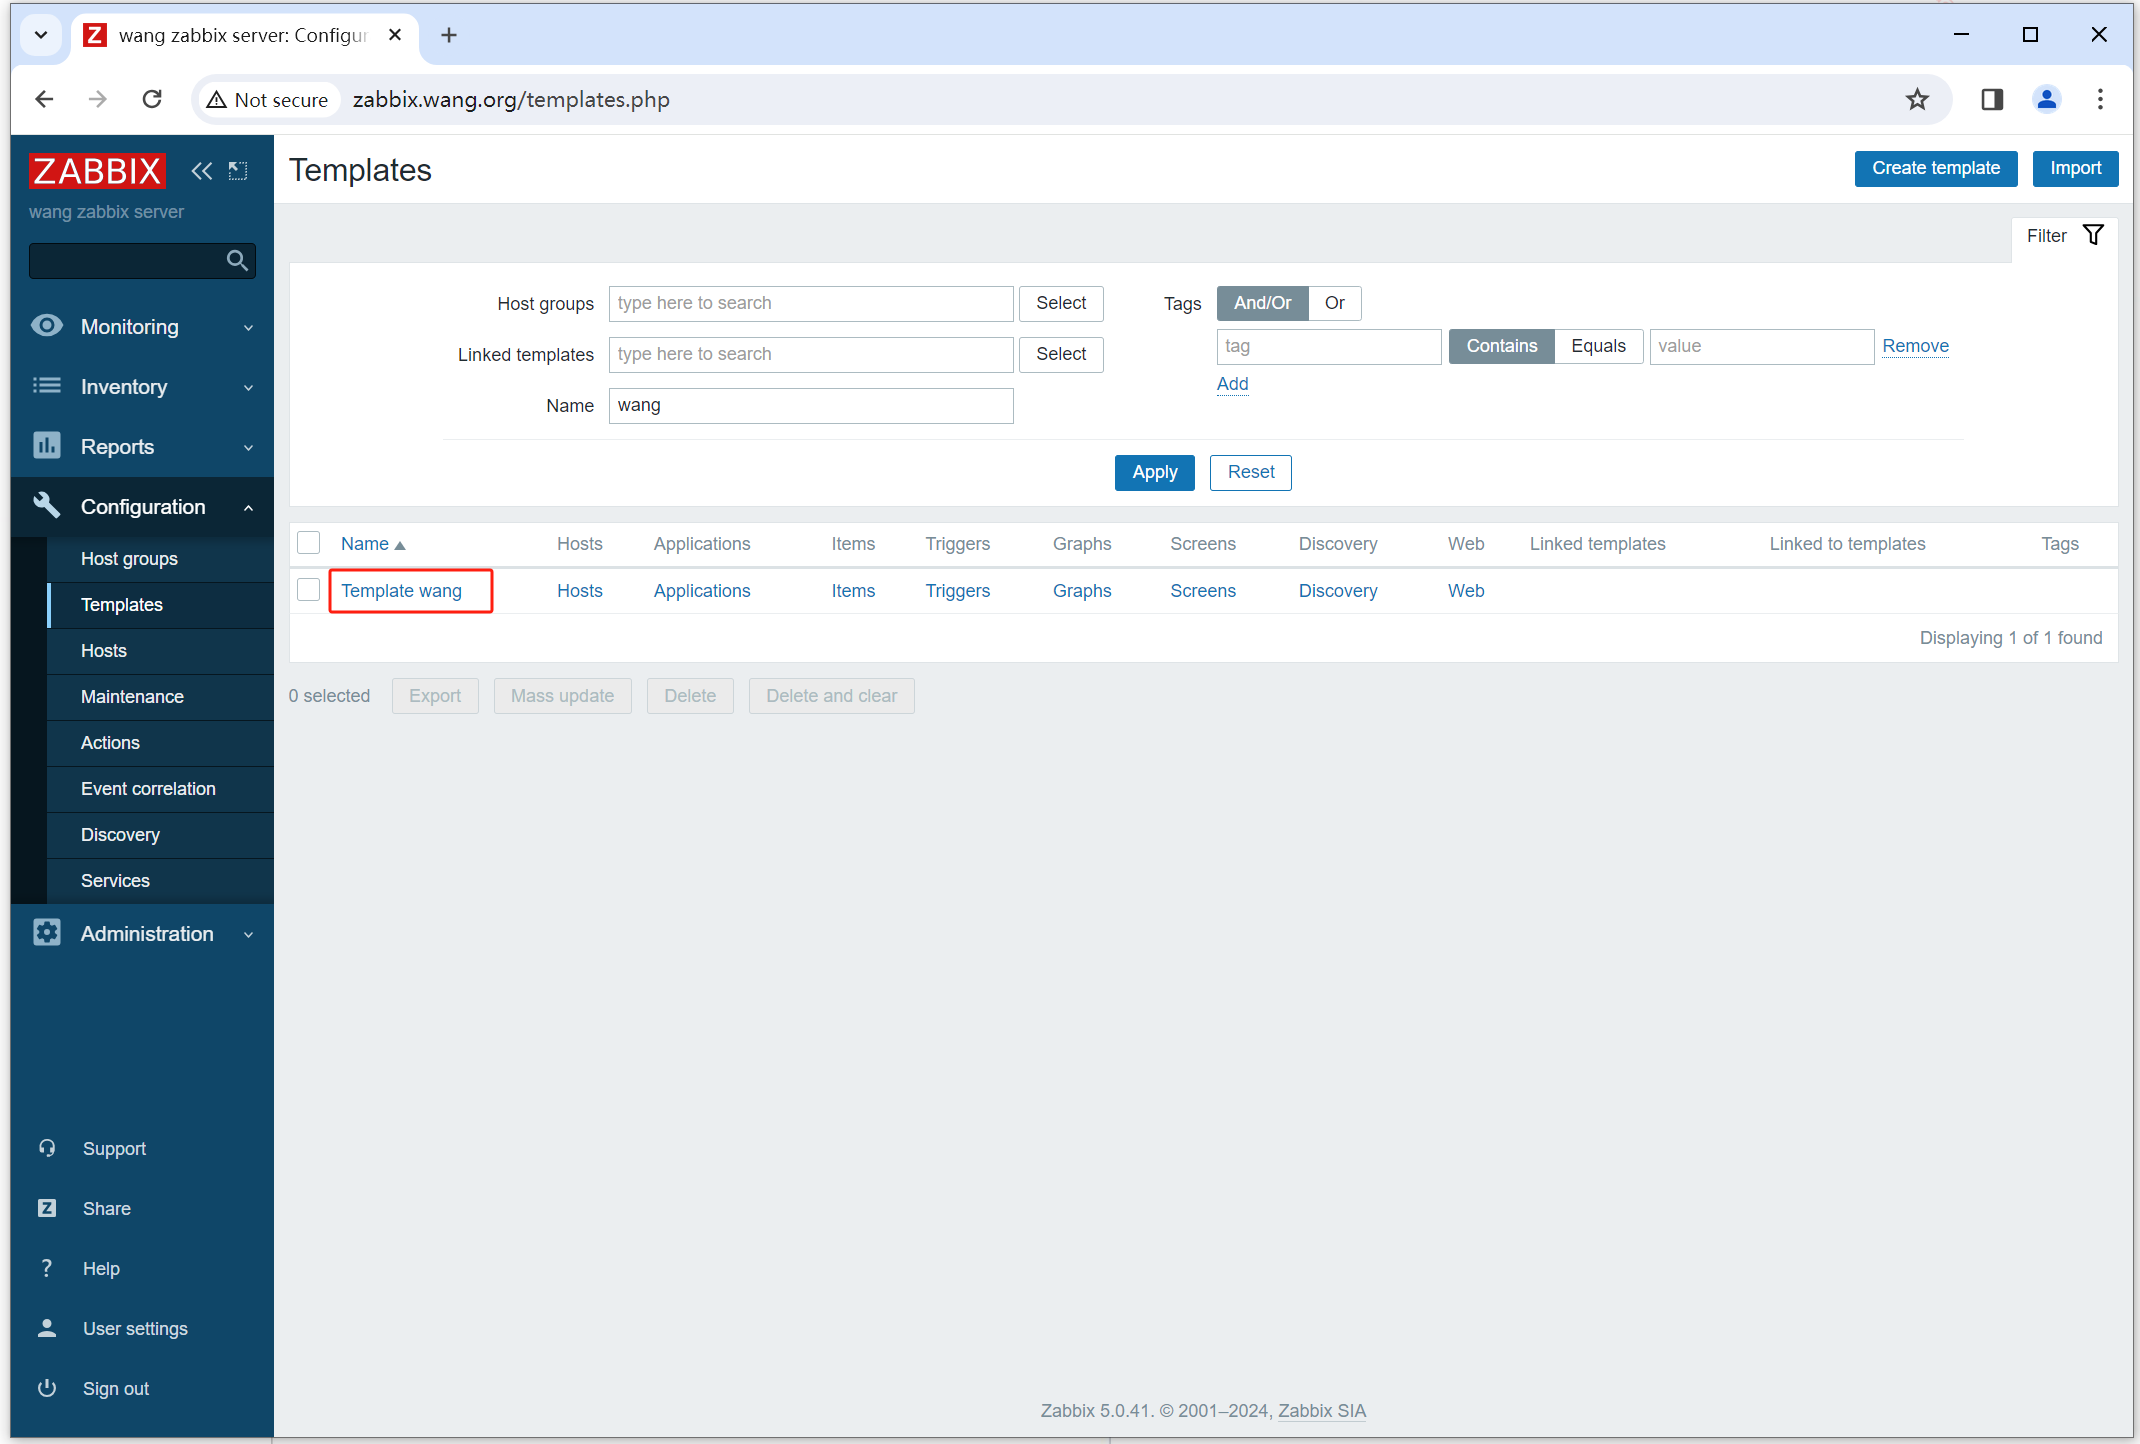 wang zabbix server: Configur
Not secure zabbix.wang.org/templates.php
ZABBIX
wang zabbix server
Monitoring
Inventory
Reports
Configuration
Host groups
Templates
Hosts
Maintenance
Actions
Event correlation
Discovery
Services
Administration
Support
Share
Help
User settings
Sign out
Templates Create template Import
Filter
Host groups type here to search Select Tags And/Or Or
Linked templates type here to search Select tag Contains Equals value Remove
Add
Name wang
Apply Reset
Name Hosts Applications Items Triggers Graphs Screens Discovery Web Linked templates Linked to templates Tags
Template wang Hosts Applications Items Triggers Graphs Screens Discovery Web
Displaying 1 of 1 found
0 selected Export Mass update Delete Delete and clear
Zabbix 5.0.41. © 2001–2024, Zabbix SIA